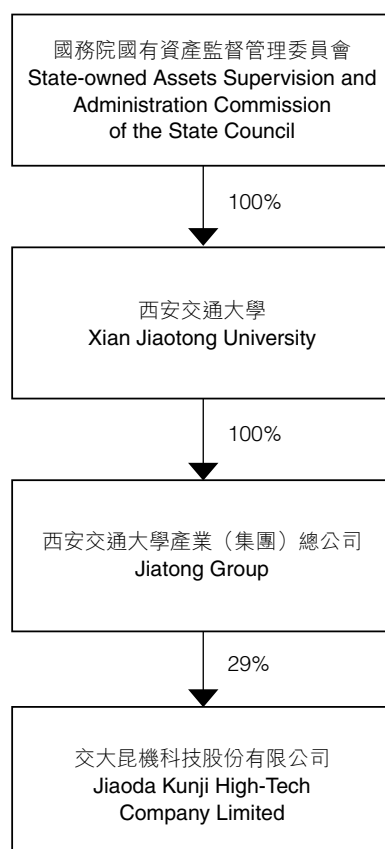 國務院國有資產監督管理委員會
State-owned Assets Supervision and
Administration Commission
of the State Council
100%
西安交通大學
Xian Jiaotong University
100%
西安交通大學產業（集團）總公司
Jiatong Group
29%
交大昆機科技股份有限公司
Jiaoda Kunji High-Tech
Company Limited